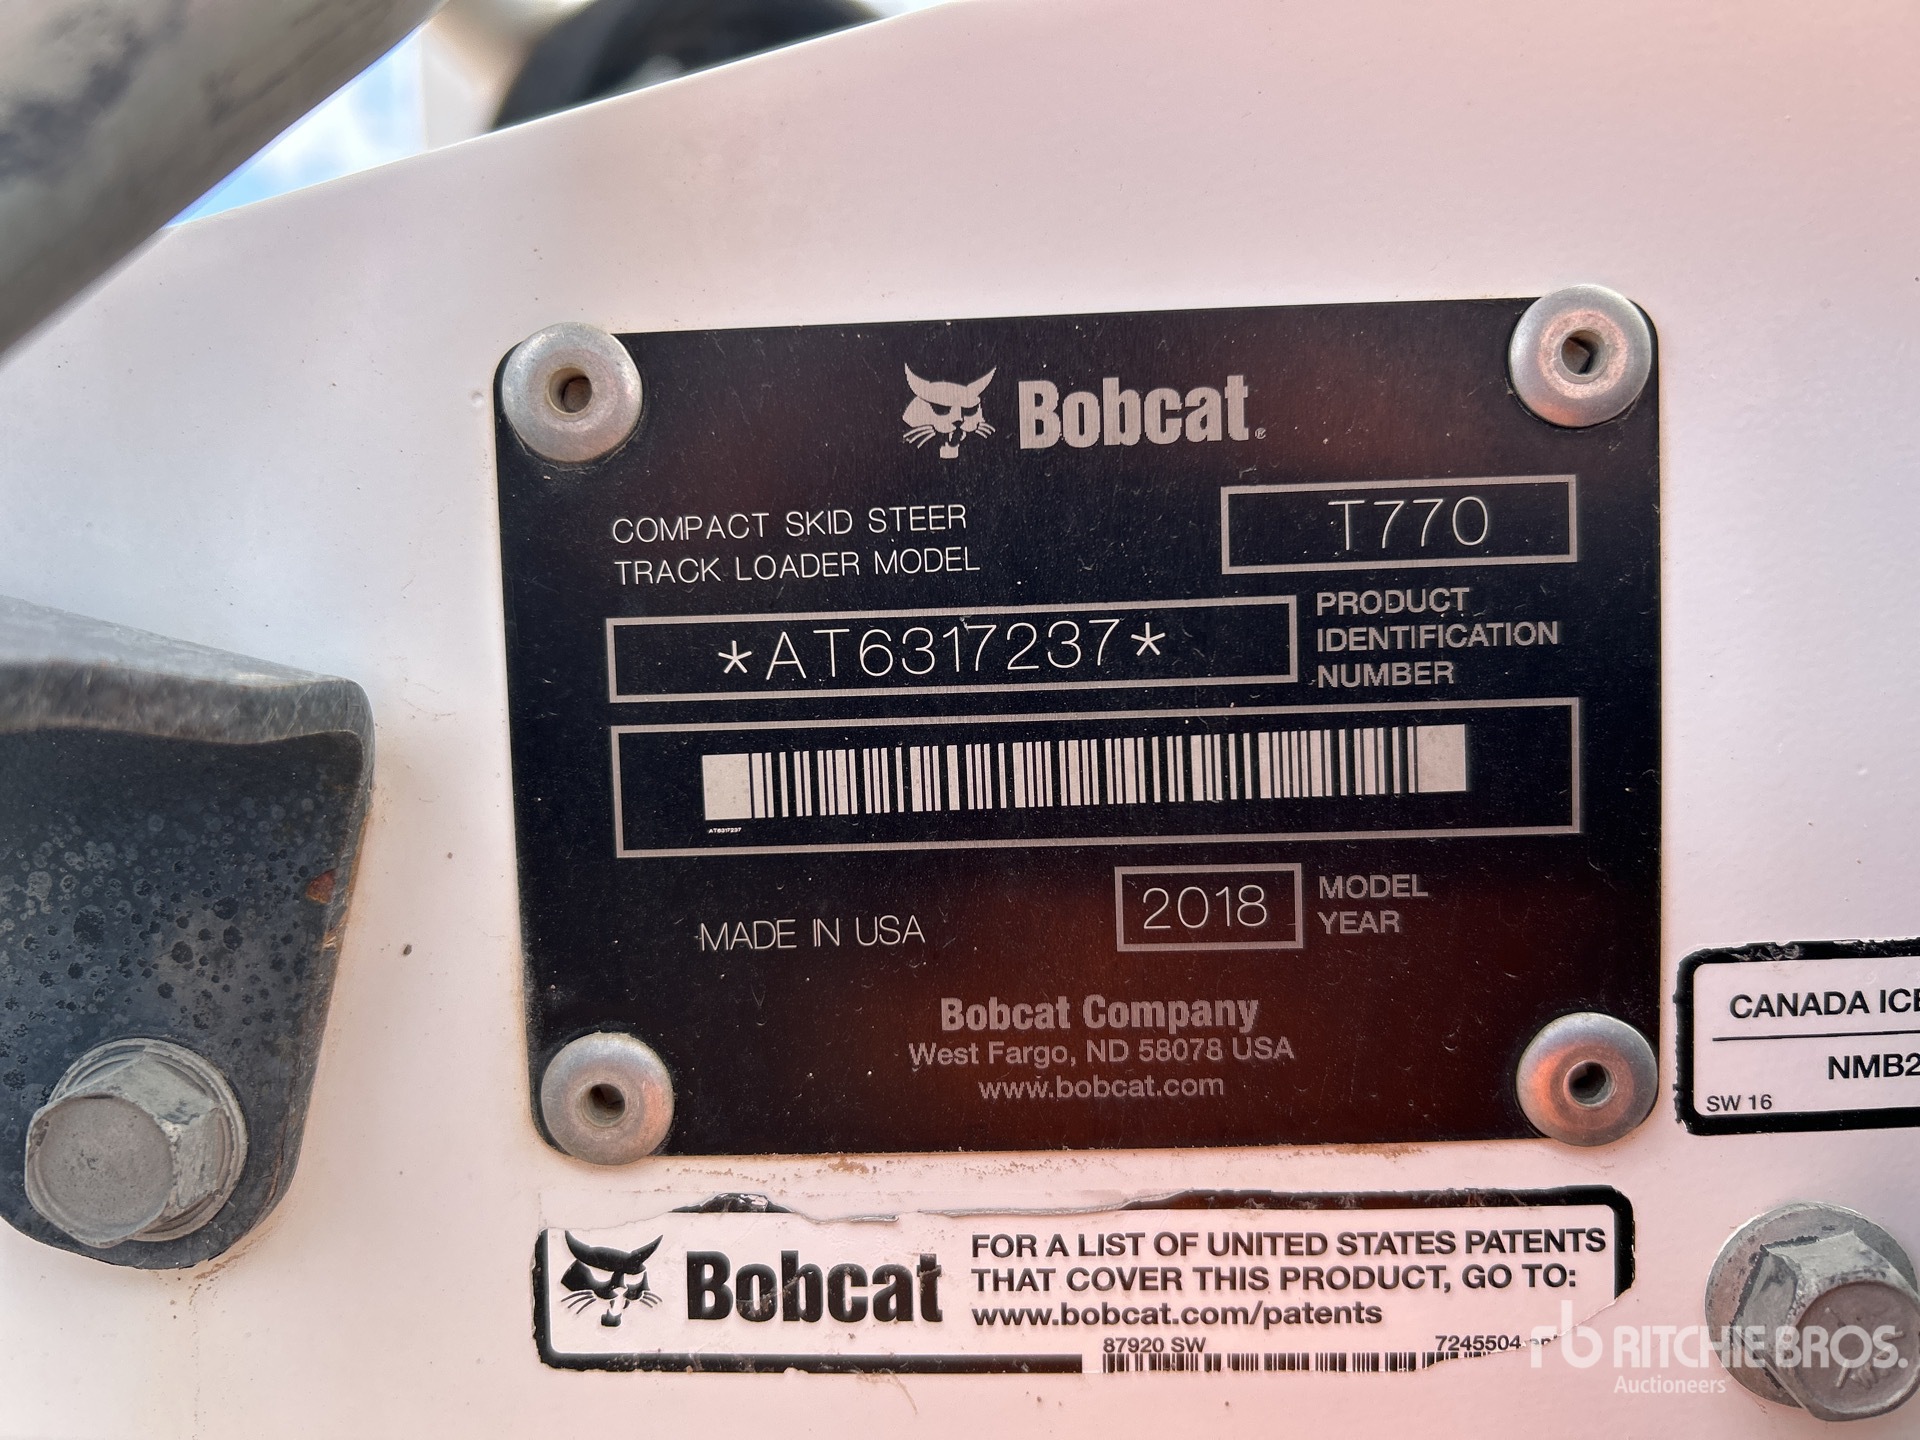 Bobcat®
COMPACT SKID STEER
TRACK LOADER MODEL
T770
*AT6317237*
PRODUCT
IDENTIFICATION
NUMBER
AT6317237
MADE IN USA
2018
MODEL
YEAR
Bobcat Company
West Fargo, ND 58078 USA
www.bobcat.com
CANADA ICE
NMB2
SW 16
Bobcat
FOR A LIST OF UNITED STATES PATENTS
THAT COVER THIS PRODUCT, GO TO:
www.bobcat.com/patents
87920 SW
7245504
rb RITCHIE BROS.
Auctioneers